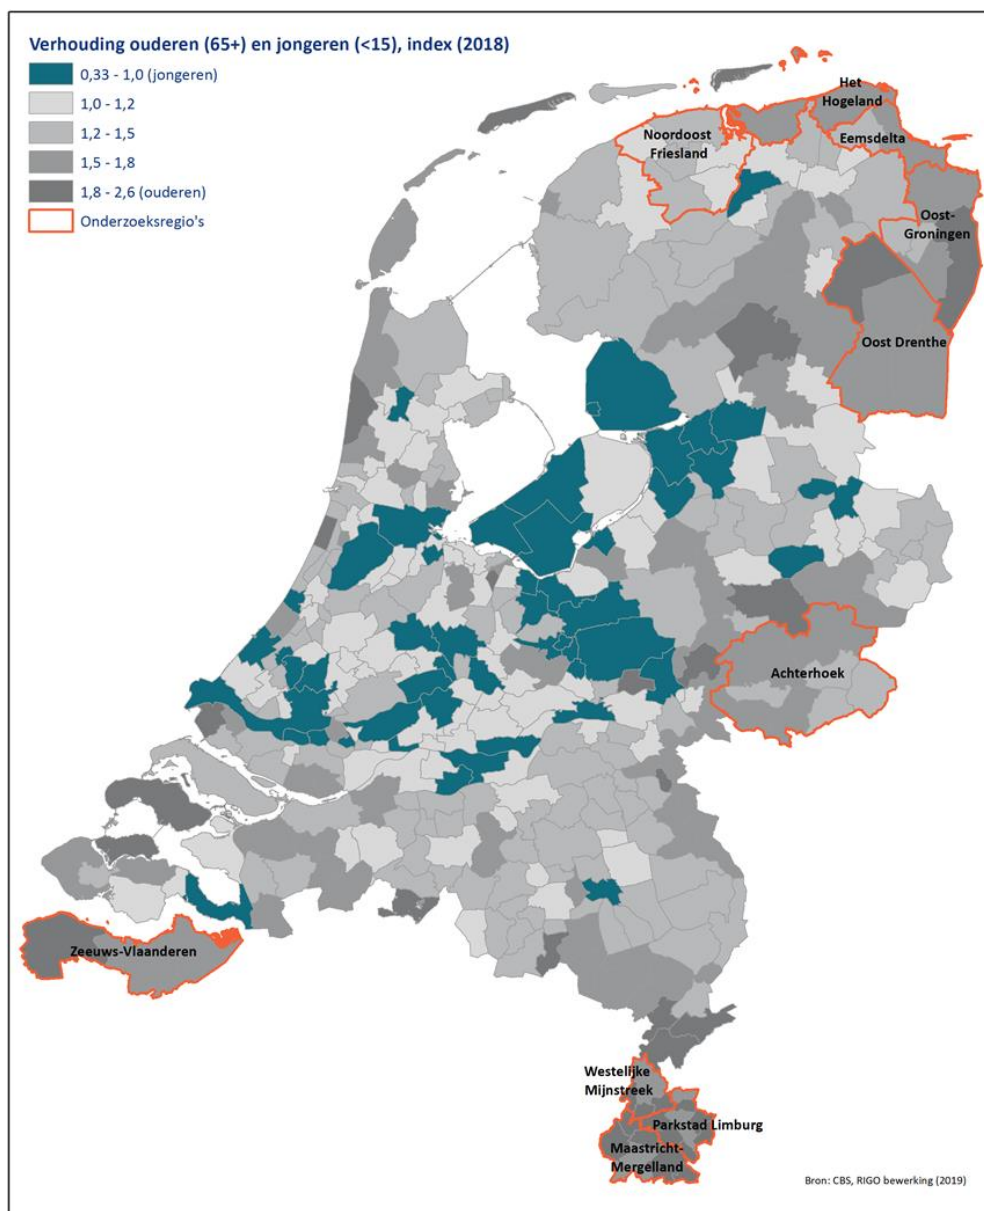 Verhouding ouderen (65+) en jongeren (<15), index (2018)
0,33 - 1,0 (jongeren)
1,0 - 1,2
1,2 - 1,5
1,5 - 1,8
1,8 - 2,6 (ouderen)
Onderzoeksregio's
Het
Hogeland
Eemsdelta
Noordoost
Friesland
Oost-
Groningen
Oost Drenthe
Achterhoek
Zeeuws-Vlaanderen
Westelijke
Mijnstreek
Parkstad Limburg
Maastricht-
Mergelland
Bron: CBS, RIGO bewerking (2019)